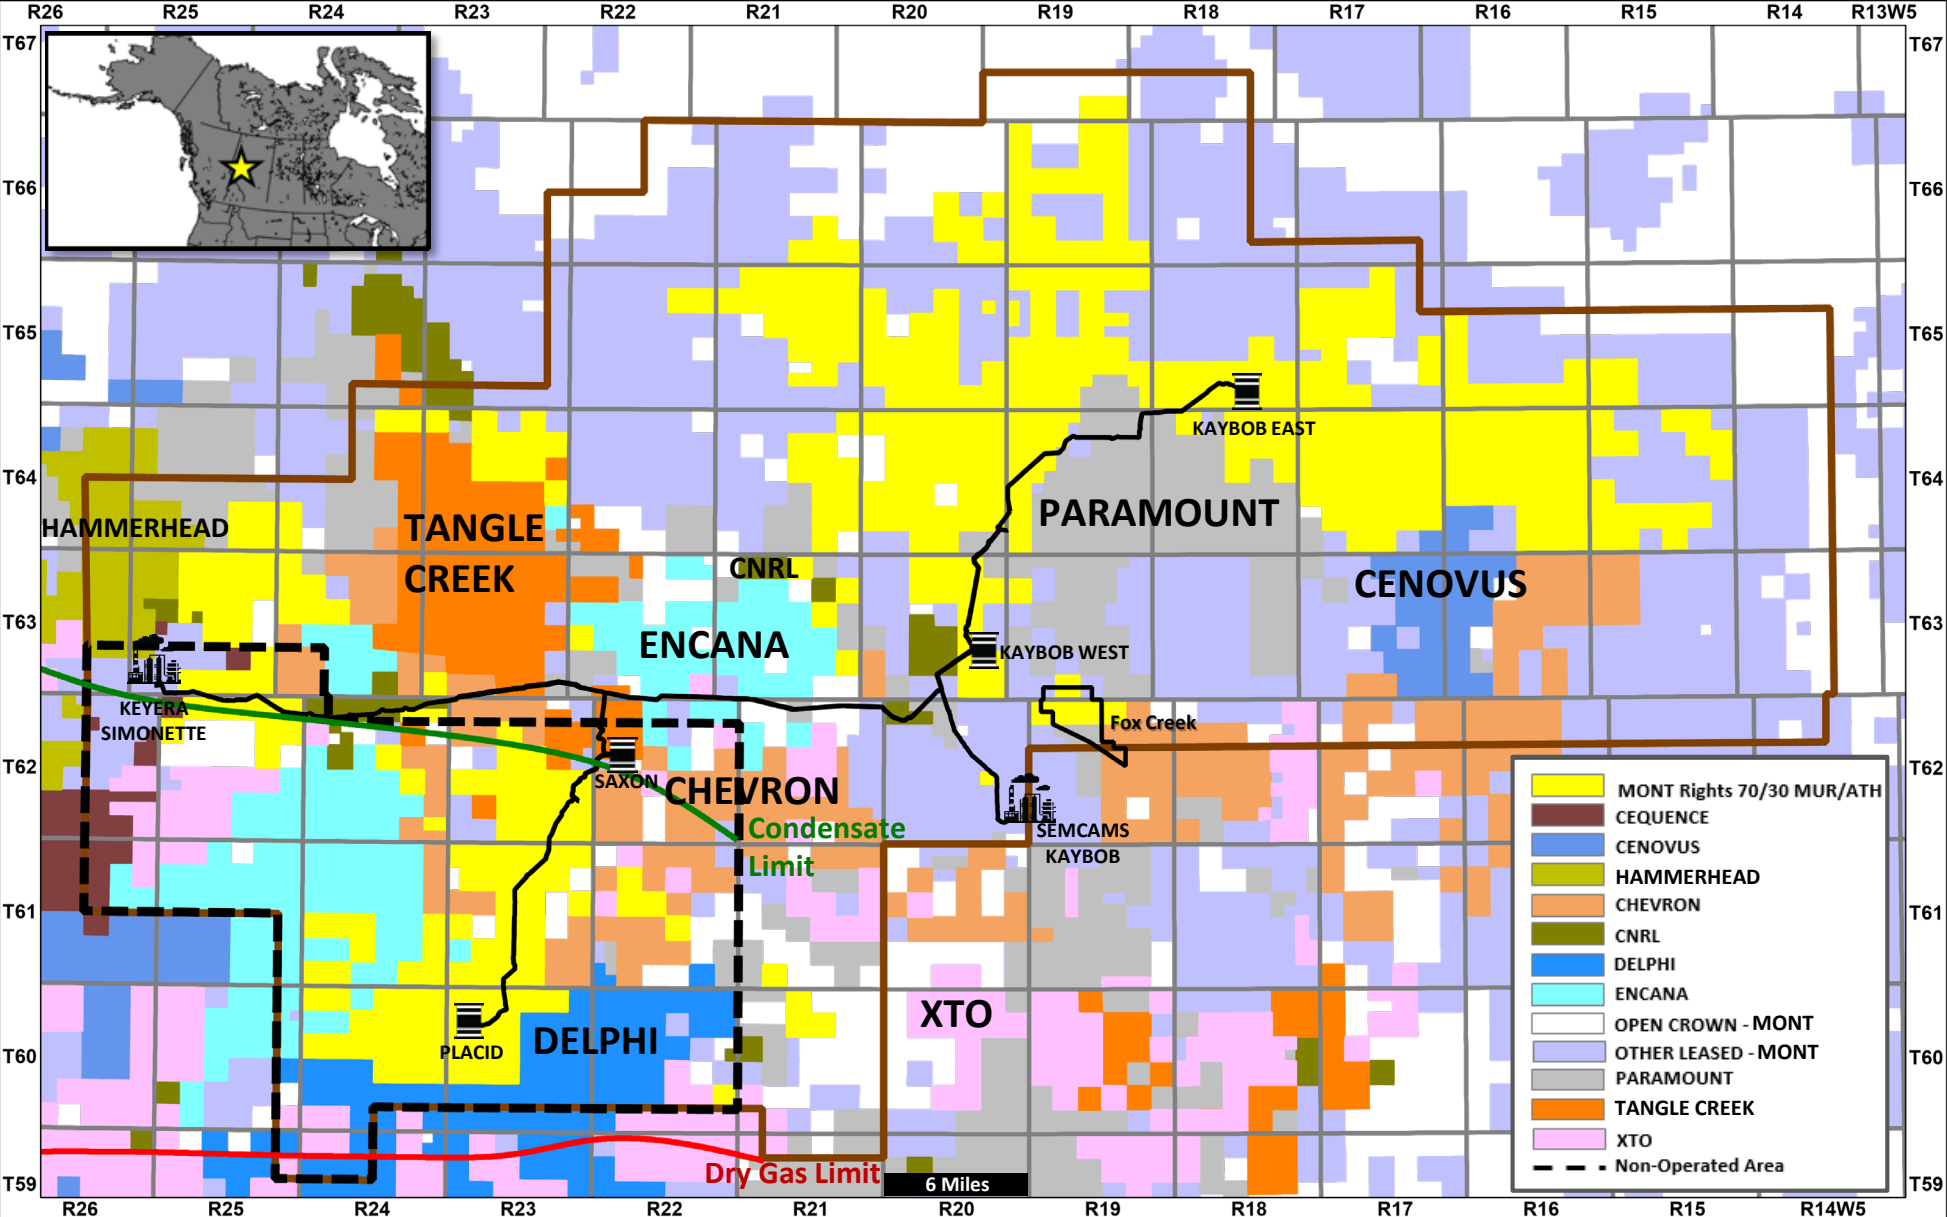 R26 R25 R24 R23 R22 R21 R20 R19 R18 R17 R16 R15 R14 R13W5
T67 T67
T66 T66
T65 T65
KAYBOB EAST
T64 T64
PARAMOUNT
HAMMERHEAD
TANGLE
CREEK
CNRL
CENOVUS
T63 T63
ENCANA
KAYBOB WEST
KEYERA
SIMONETTE
Fox Creek
T62 T62
SAXON
CHEVRON
Condensate
Limit
SEMCAMS
KAYBOB
T61 T61
XTO
DELPHI
PLACID
T60 T60
Dry Gas Limit
T59 T59
6 Miles
MONT Rights 70/30 MUR/ATH
CEQUENCE
CENOVUS
HAMMERHEAD
CHEVRON
CNRL
DELPHI
ENCANA
OPEN CROWN - MONT
OTHER LEASED - MONT
PARAMOUNT
TANGLE CREEK
XTO
Non-Operated Area
R26 R25 R24 R23 R22 R21 R20 R19 R18 R17 R16 R15 R14W5